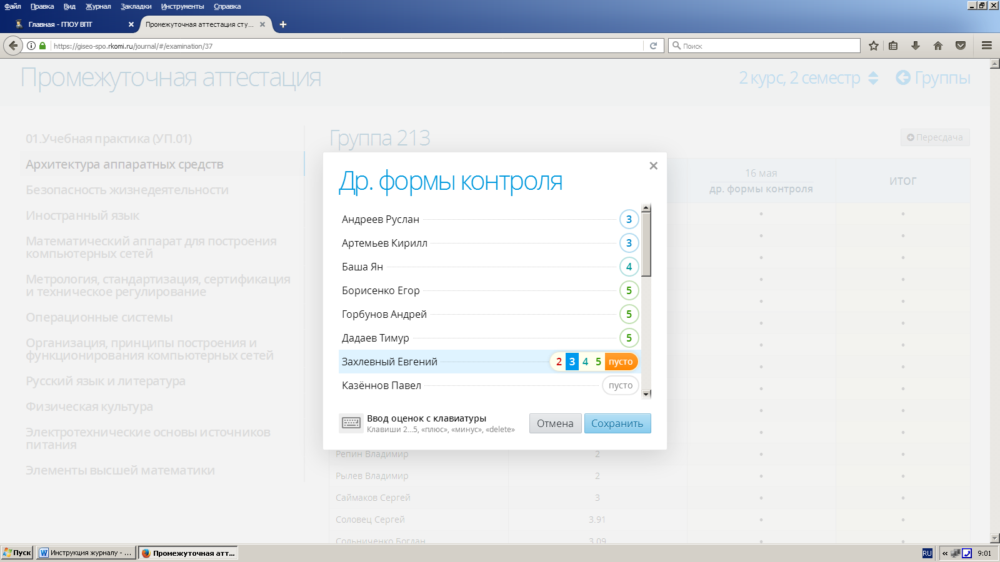 Файл Правка Вид Журнал Закладки Инструменты Справка
Главная - ГПОУ ВПТ
Промежуточная аттестация сту...
https://giseo-spo.rkomi.ru/journal/#/examination/37
Поиск
Промежуточная аттестация
2 курс, 2 семестр
Группы
01.Учебная практика (УП.01)
Архитектура аппаратных средств
Безопасность жизнедеятельности
Иностранный язык
Математический аппарат для построения
компьютерных сетей
Метрология, стандартизация, сертификация
и техническое регулирование
Операционные системы
Организация, принципы построения и
функционирования компьютерных сетей
Русский язык и литература
Физическая культура
Электротехнические основы источников
питания
Элементы высшей математики
Группа 213
Пересдача
16 мая
др. формы контроля
ИТОГ
Др. формы контроля
Андреев Руслан 3
Артемьев Кирилл 3
Баша Ян 4
Борисенко Егор 5
Горбунов Андрей 5
Дадаев Тимур 5
Захлевный Евгений 2 3 4 5 пусто
Казённов Павел пусто
Ввод оценок с клавиатуры
Клавиши 2...5, «плюс», «минус», «delete»
Отмена
Сохранить
Репин Владимир 2
Рылев Владимир 2
Саймаков Сергей 3
Соловец Сергей 3.91
Сольниченко Богдан 3.09
Пуск
Инструкция журналу - ...
Промежуточная атт...
RU
« 9:01